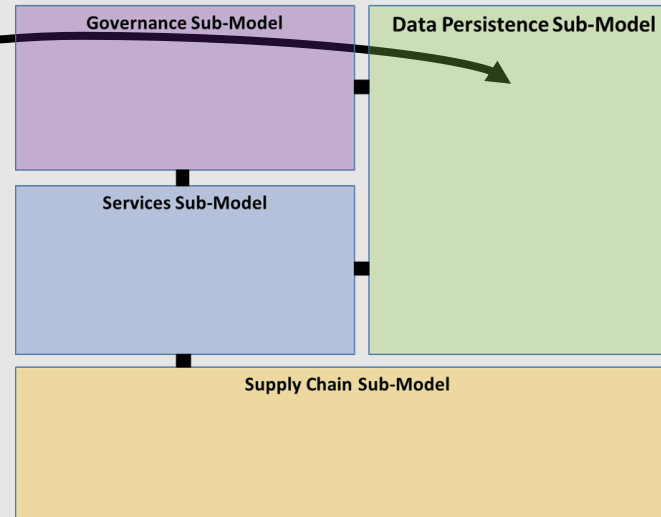 Governance Sub-Model
Data Persistence Sub-Model
Services Sub-Model
Supply Chain Sub-Model